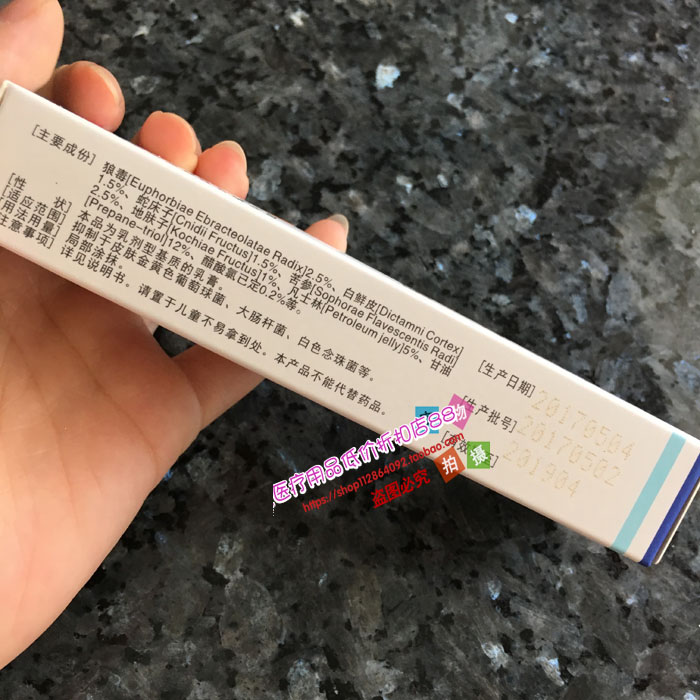 [主要成份] 狼毒[Euphorbiae Ebracteolatae Radix]2.5%、白鲜皮[Dictamni Cortex]
1.5%、蛇床子[Cnidii Fructus]1.5%、苦参[Sophorae Flavescentis Radi]
2.5%、地肤子[Kochiae Fructus]1%、凡士林[Petroleum jelly]5%、甘油
[Prepane-triol]12%、醋酸氯已定0.2%等。
[性 状] 本品为乳剂型基质的乳膏。
[适应范围] 抑制于皮肤金黄色葡萄球菌、大肠杆菌、白色念珠菌等。
用法用量] 局部涂抹。
注意事项] 详见说明书。请置于儿童不易拿到处。本产品不能代替药品。
[生产日期] 20170504
[生产批号] 20170502
201904
医疗用品低价折扣店88
https://shop112864092.taobao.com
盗图必究
拍摄